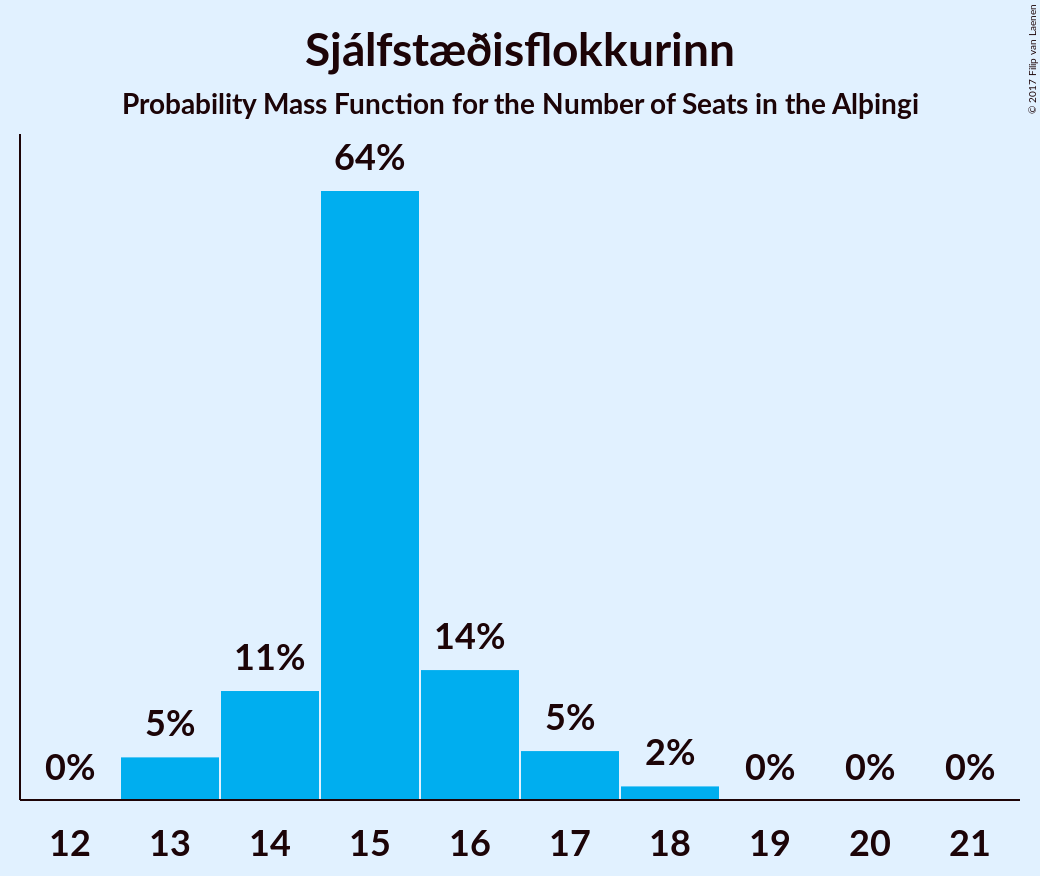 Sjálfstæðisflokkurinn
Probability Mass Function for the Number of Seats in the Alþingi
© 2017 Filip van Laenen
64%
14%
11%
5%
5%
2%
0%
0%
0%
0%
12 13 14 15 16 17 18 19 20 21